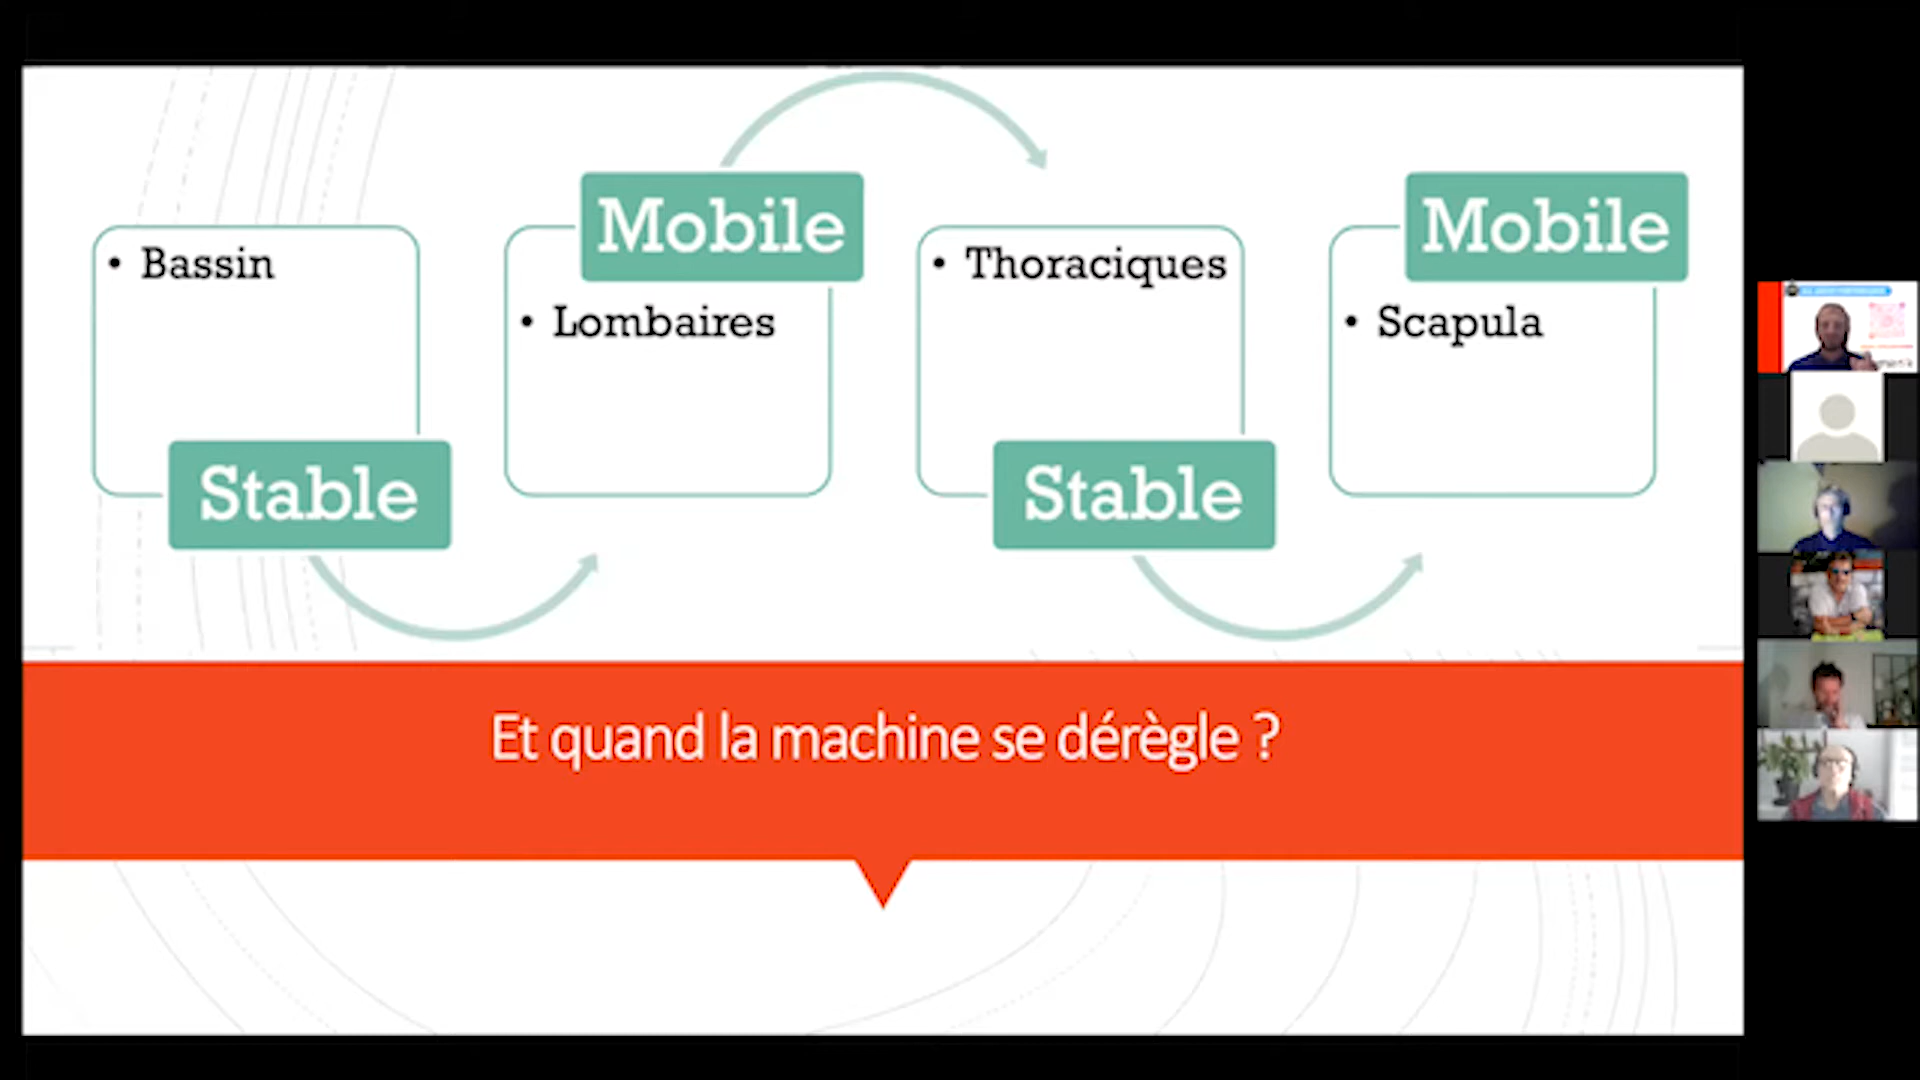 Mobile
Mobile
• Bassin
• Thoraciques
• Lombaires
• Scapula
Stable
Stable
Et quand la machine se dérègle ?